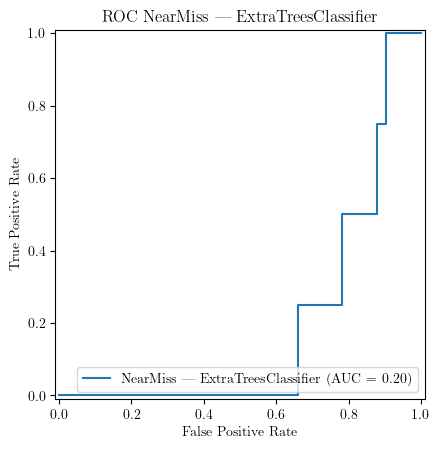 ROC NearMiss — ExtraTreesClassifier
1.0
0.8
0.6
0.4
0.2
0.0
True Positive Rate
NearMiss — ExtraTreesClassifier (AUC = 0.20)
0.0 0.2 0.4 0.6 0.8 1.0
False Positive Rate